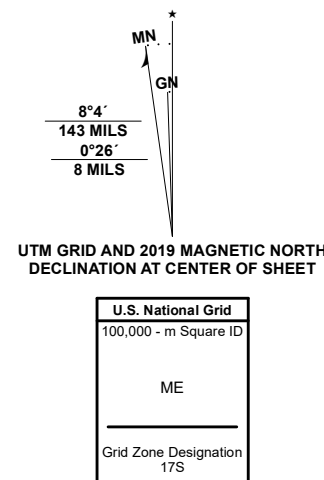 ★
MN
GN
8°4´
143 MILS
0°26´
8 MILS
UTM GRID AND 2019 MAGNETIC NORTH
DECLINATION AT CENTER OF SHEET
U.S. National Grid
100,000 - m Square ID
ME
Grid Zone Designation
17S